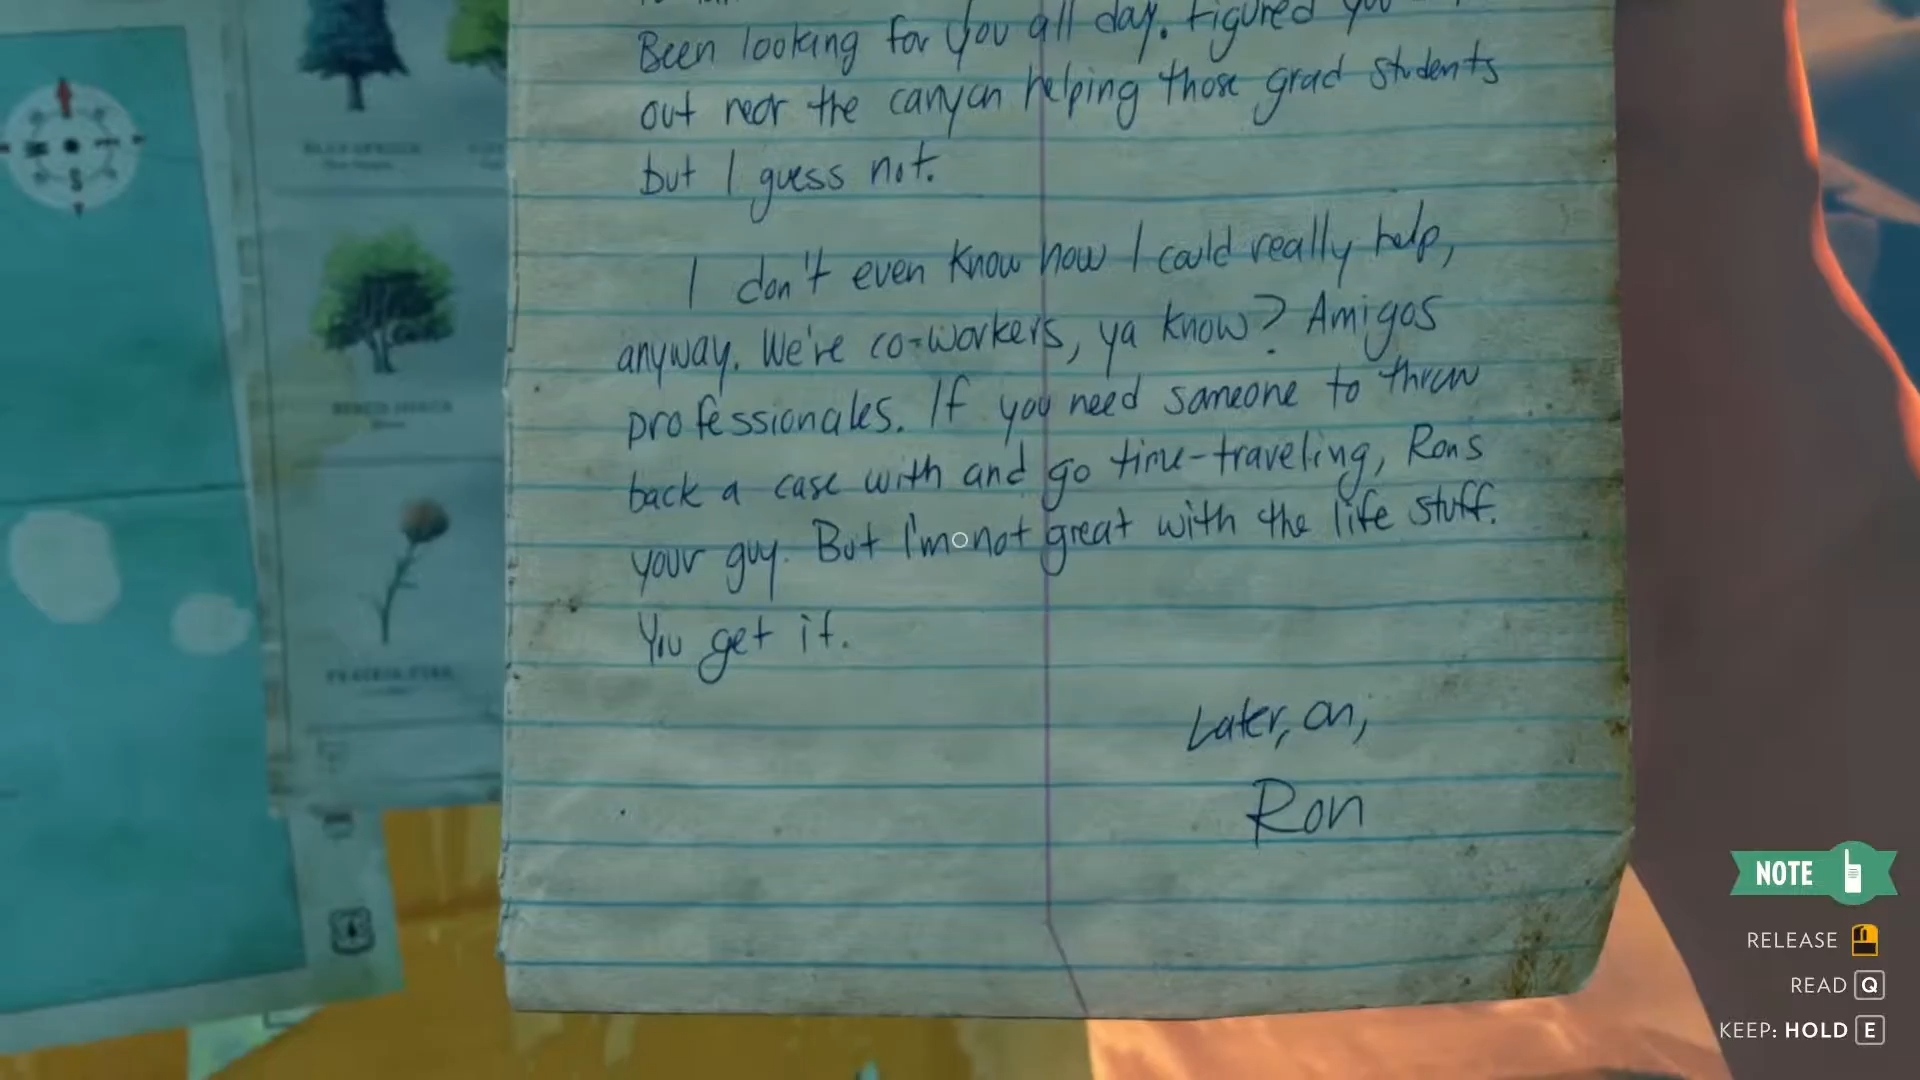 Been looking for you all day. Figured you
out near the canyon helping those grad students
but I guess not.
I don't even know how I could really help,
anyway. We're co-workers, ya know? Amigos
professionales. If you need someone to throw
back a case with and go time-traveling, Ron's
your guy. But I'm not great with the life stuff.
You get it.
Later, on,
Ron
S
NOTE
RELEASE
READ Q
KEEP: HOLD E